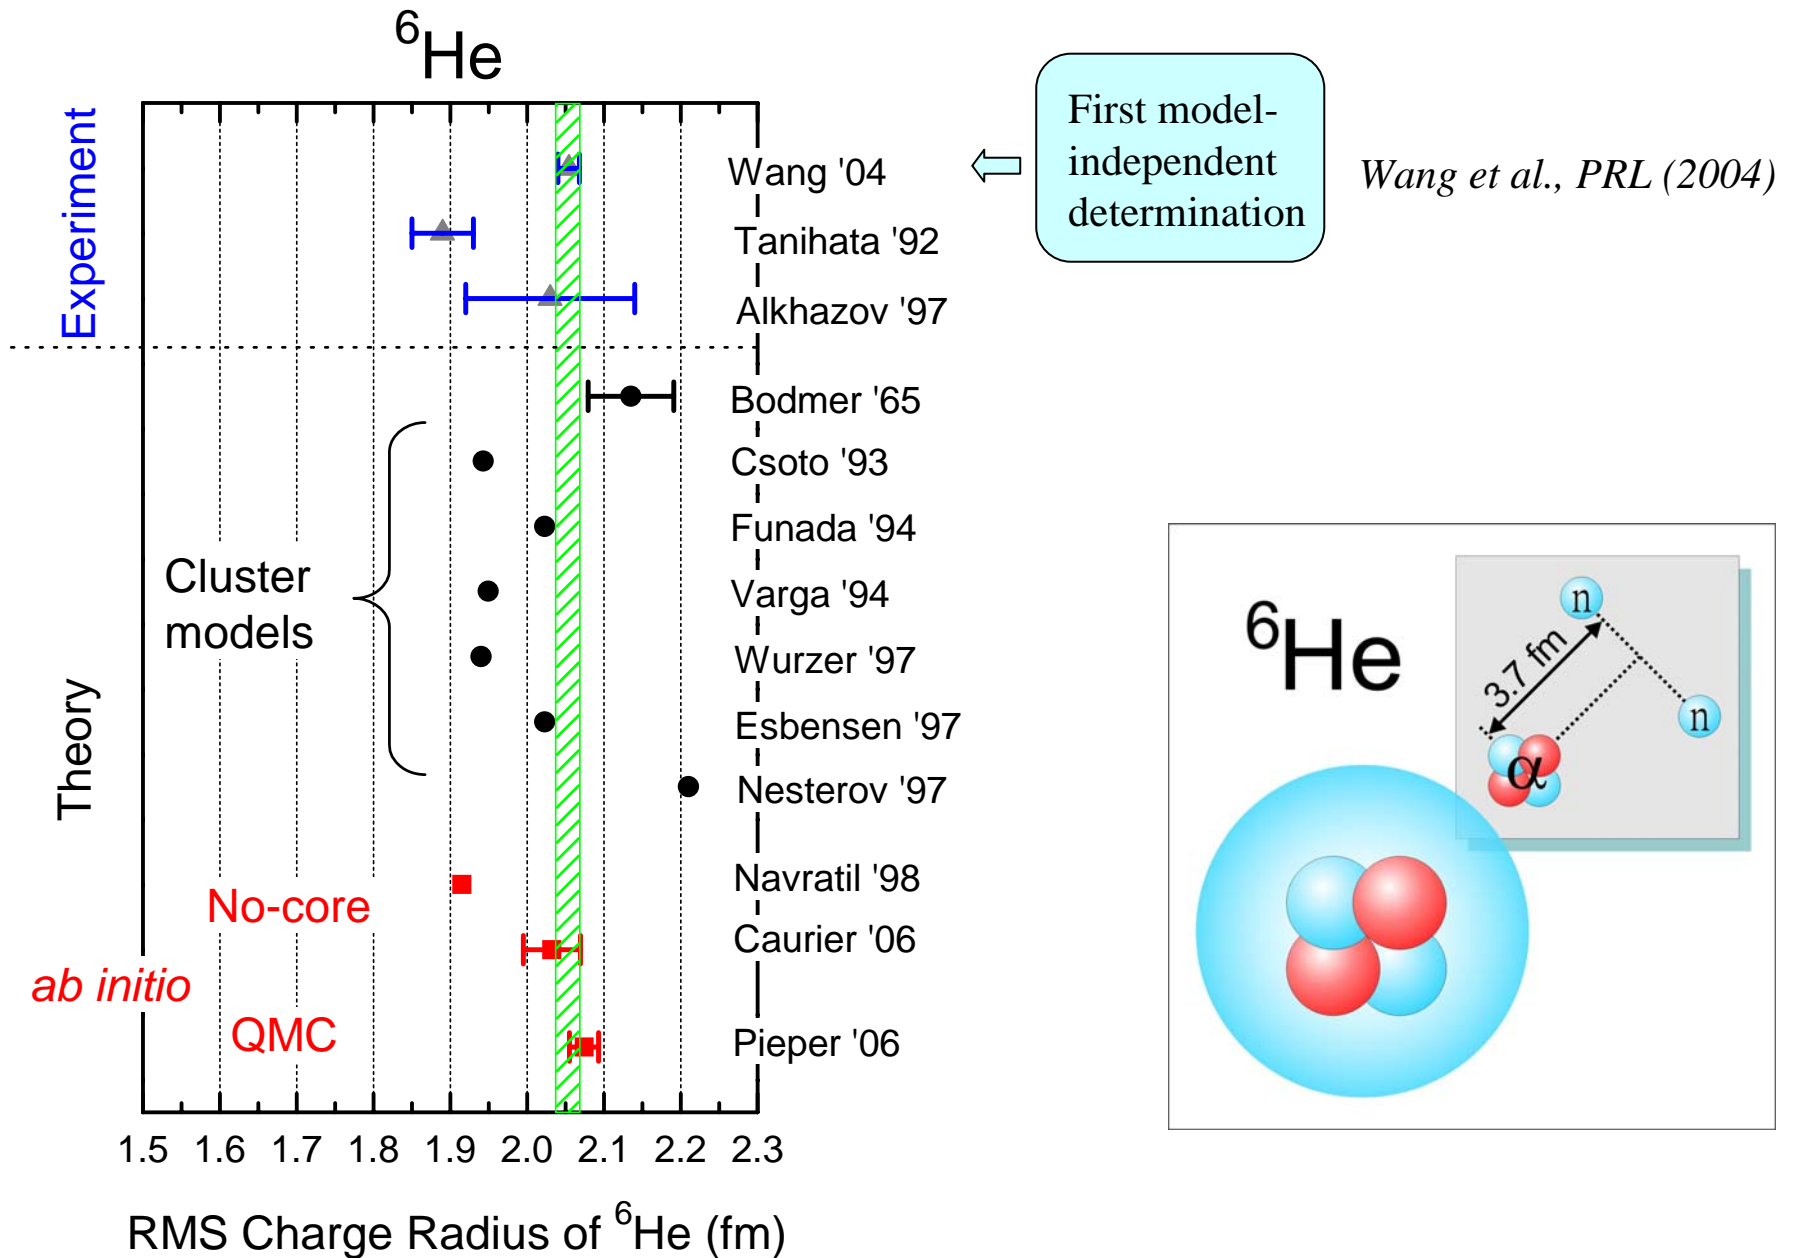 ⁶He
Experiment
Wang '04
Tanihata '92
Alkhazov '97
First model-
independent
determination
Wang et al., PRL (2004)
Theory
Bodmer '65
Csoto '93
Funada '94
Varga '94
Wurzer '97
Esbensen '97
Nesterov '97
Cluster
models
Navratil '98
Caurier '06
Pieper '06
No-core
ab initio
QMC
1.5 1.6 1.7 1.8 1.9 2.0 2.1 2.2 2.3
RMS Charge Radius of ⁶He (fm)
⁶He
n
3.7 fm
n
α